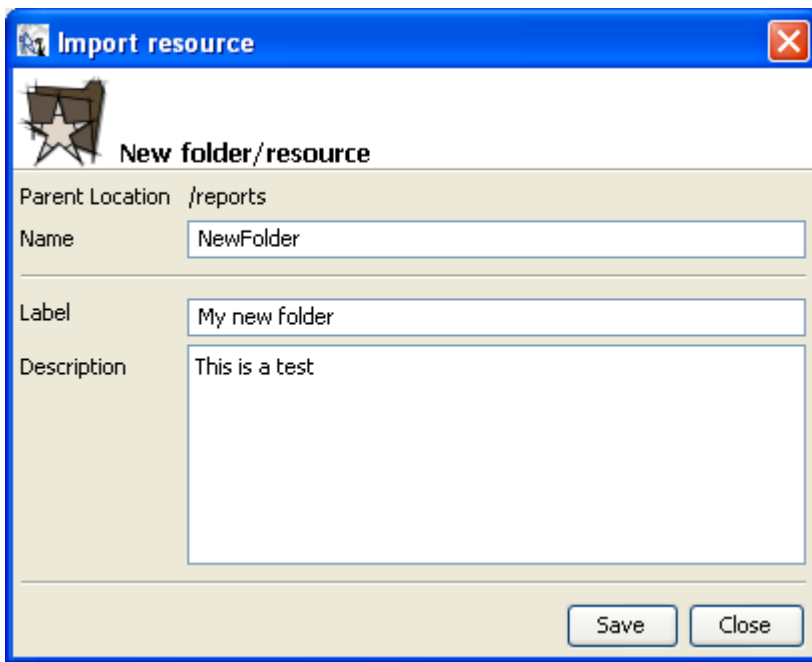 Import resource
New folder/resource
Parent Location /reports
Name NewFolder
Label My new folder
Description This is a test
Save Close